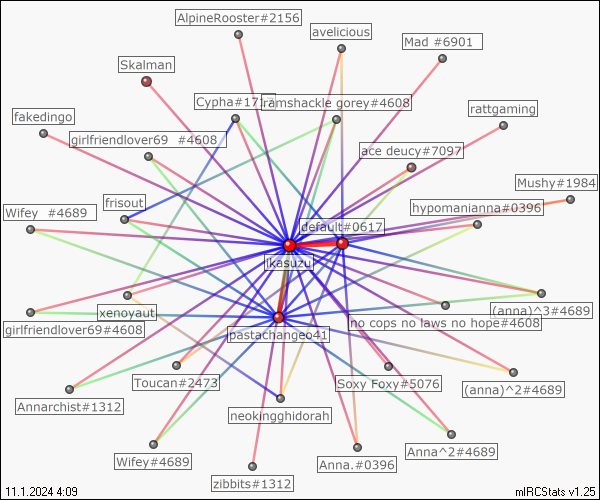 AlpineRooster#2156
avelicious
Mad #6901
Skalman
Cypha#17
ramshackle gorey#4608
fakedingo
rattgaming
girlfriendlover69 #4608
ace deucy#7097
Mushy#1984
frisout
hypomanianna#0396
Wifey #4689
default#0617
jkasuzu
xenoyaut
(anna)^3#4689
girlfriendlover69#4608
no cops no laws no hope#4608
pastachangeo41
Toucan#2473
Soxy Foxy#5076
(anna)^2#4689
Annarchist#1312
neokingghidorah
Anna^2#4689
Wifey#4689
Anna.#0396
zibbits#1312
11.1.2024 4:09
mIRCStats v1.25